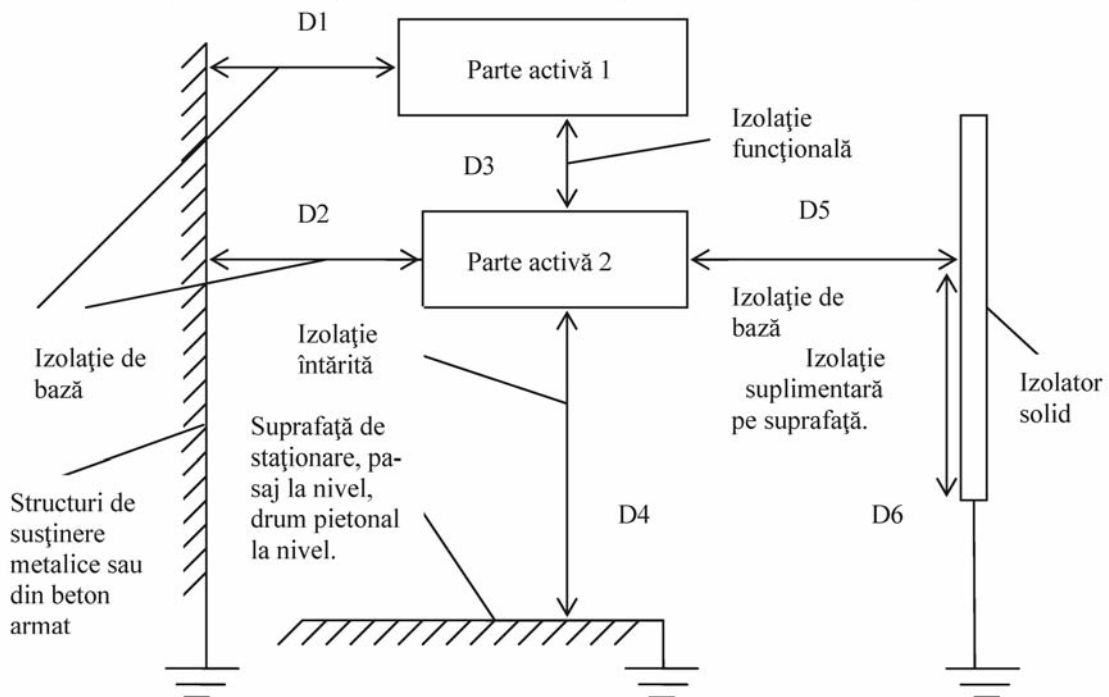 D1
Parte activă 1
Izolaţie
funcţională
D3
D2
D5
Parte activă 2
Izolaţie de
bază
Izolaţie
întărită
Izolaţie de
bază
Izolaţie
suplimentară
pe suprafaţă.
Izolator
solid
Suprafaţă de
staţionare, pa-
saj la nivel,
drum pietonal
la nivel.
Structuri de
susţinere
metalice sau
din beton
armat
D4
D6